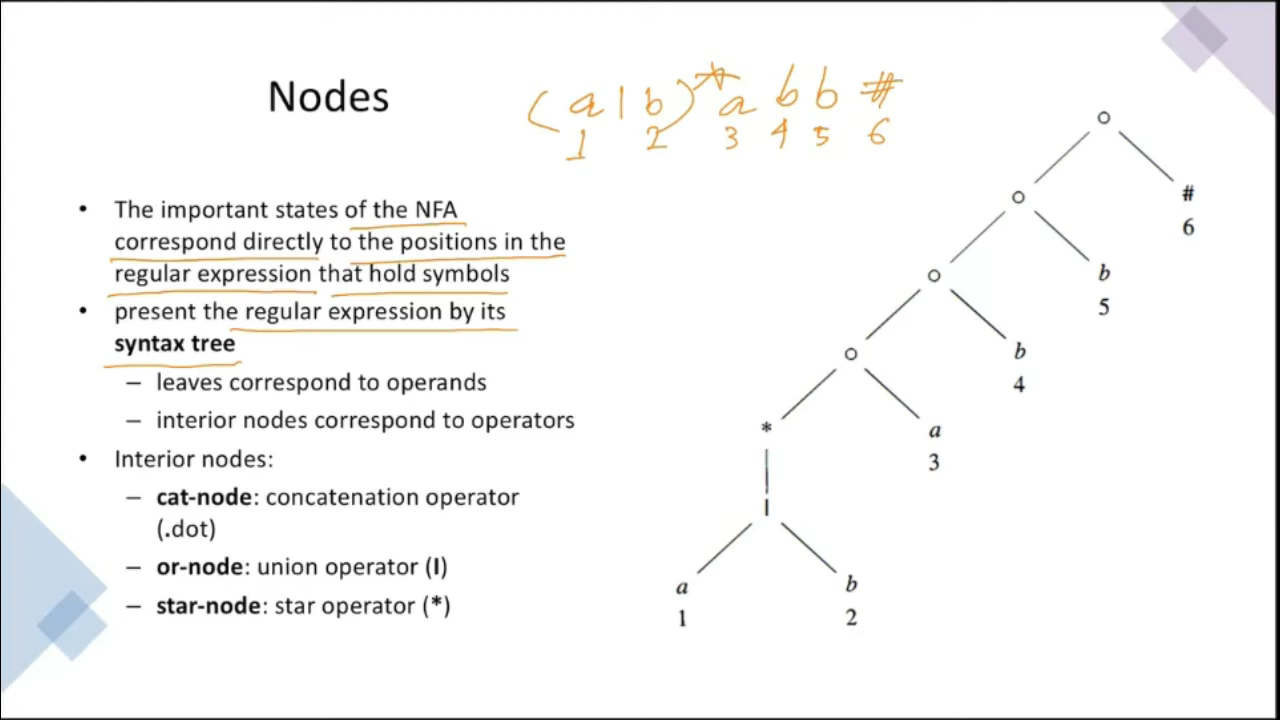 Nodes
(a|b)*abb#
1 2 3 4 5 6
• The important states of the NFA
correspond directly to the positions in the
regular expression that hold symbols
• present the regular expression by its
syntax tree
– leaves correspond to operands
– interior nodes correspond to operators
• Interior nodes:
– cat-node: concatenation operator
(.dot)
– or-node: union operator (I)
– star-node: star operator (*)
#
6
b
5
b
4
*
a
3
|
a
1
b
2